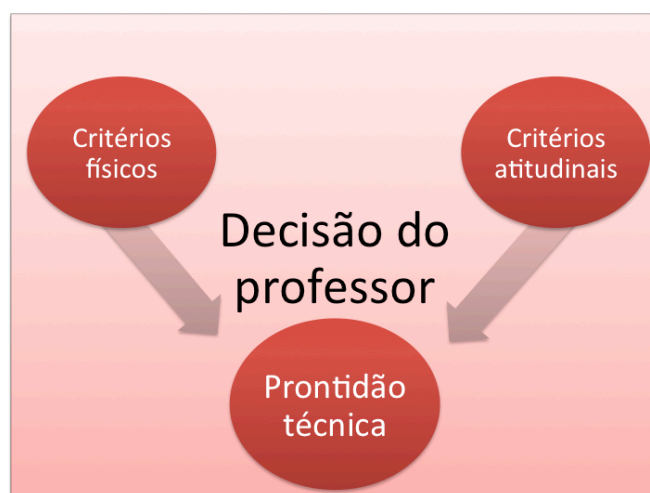 Critérios
físicos
Critérios
atitudinais
Decisão do
professor
Prontidão
técnica